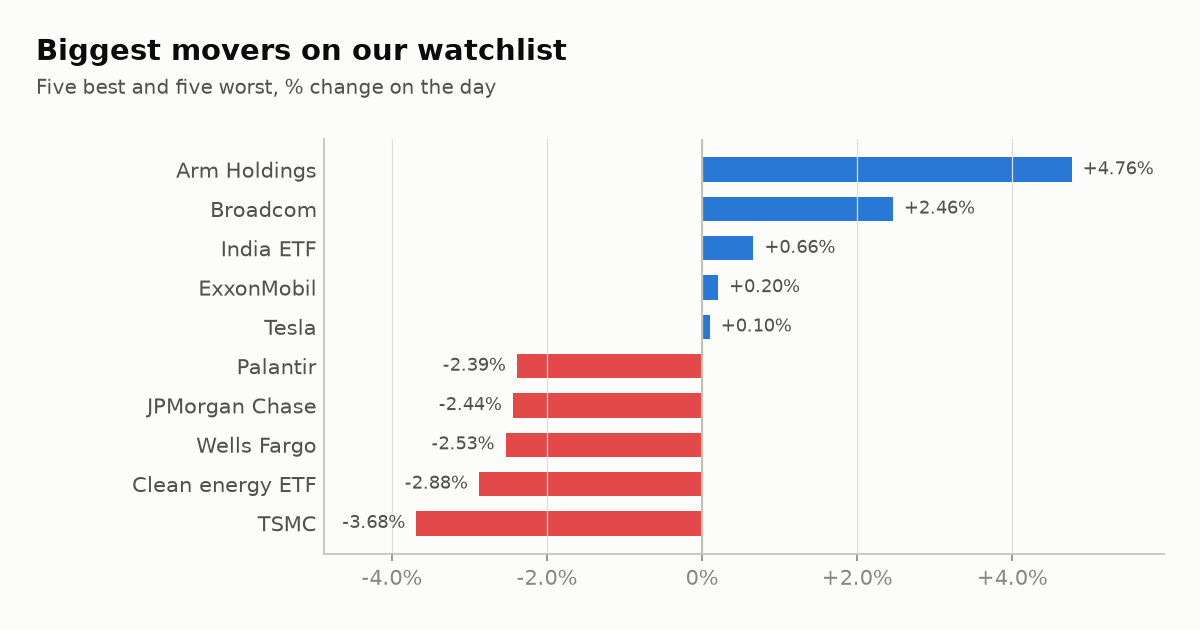 Biggest movers on our watchlist
Five best and five worst, % change on the day
Arm Holdings +4.76%
Broadcom +2.46%
India ETF +0.66%
ExxonMobil +0.20%
Tesla +0.10%
Palantir -2.39%
JPMorgan Chase -2.44%
Wells Fargo -2.53%
Clean energy ETF -2.88%
TSMC -3.68%
-4.0% -2.0% 0% +2.0% +4.0%